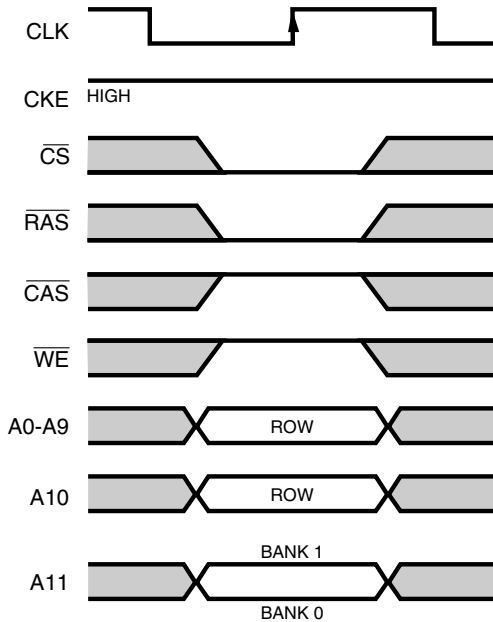 CLK
CKE HIGH
CS
RAS
CAS
WE
A0-A9 ROW
A10 ROW
BANK 1
A11
BANK 0